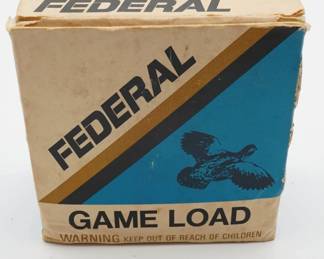 FEDERAL
FEDERAL
GAME LOAD
WARNING KEEP OUT OF REACH OF CHILDREN